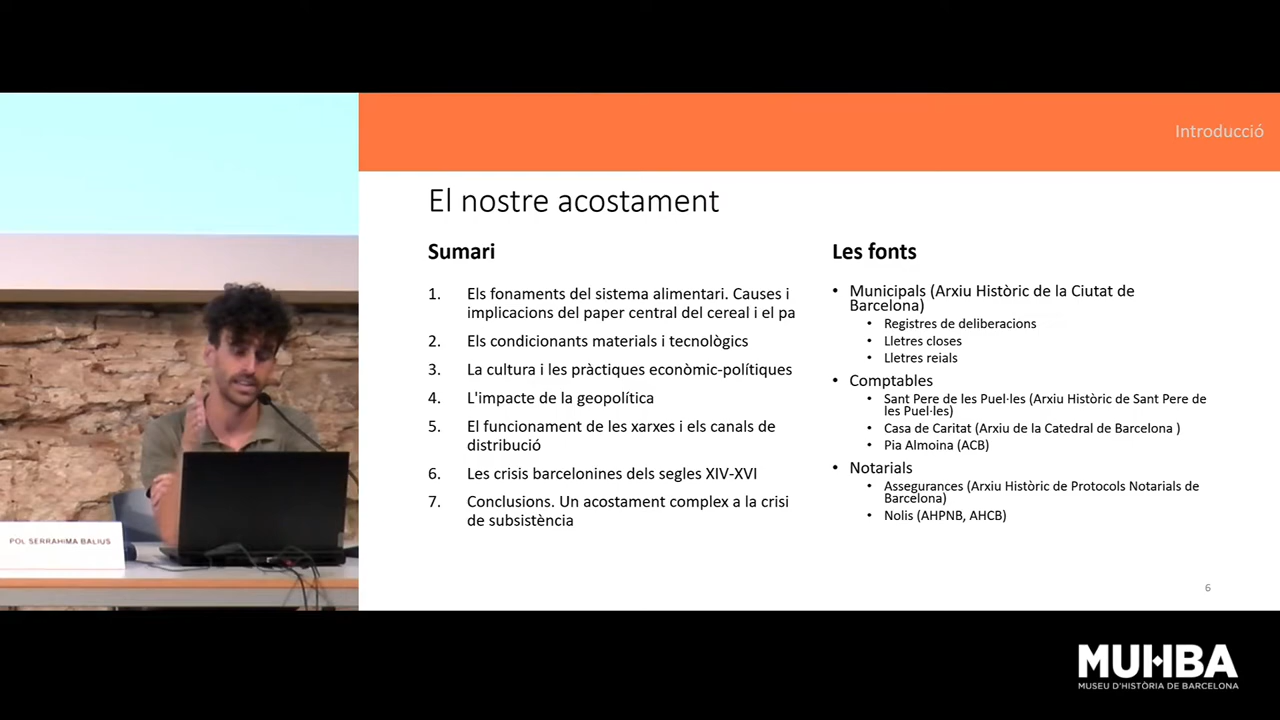 Introducció
El nostre acostament
Sumari
1. Els fonaments del sistema alimentari. Causes i
implicacions del paper central del cereal i el pa
2. Els condicionants materials i tecnològics
3. La cultura i les pràctiques econòmic-polítiques
4. L'impacte de la geopolítica
5. El funcionament de les xarxes i els canals de
distribució
6. Les crisis barcelonines dels segles XIV-XVI
7. Conclusions. Un acostament complex a la crisi
de subsistència
Les fonts
• Municipals (Arxiu Històric de la Ciutat de
Barcelona)
• Registres de deliberacions
• Lletres closes
• Lletres reials
• Comptables
• Sant Pere de les Puel·les (Arxiu Històric de Sant Pere de
les Puel·les)
• Casa de Caritat (Arxiu de la Catedral de Barcelona )
• Pia Almoina (ACB)
• Notarials
• Assegurances (Arxiu Històric de Protocols Notarials de
Barcelona)
• Nolis (AHPNB, AHCB)
6
POL SERRAHIMA BALIUS
MUHBA
MUSEU D'HISTÒRIA DE BARCELONA